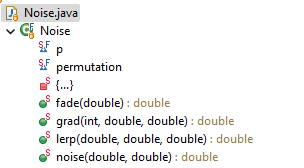 Noise.java
Noise
p
permutation
{...}
fade(double) : double
grad(int, double, double) : double
lerp(double, double, double) : double
noise(double, double) : double